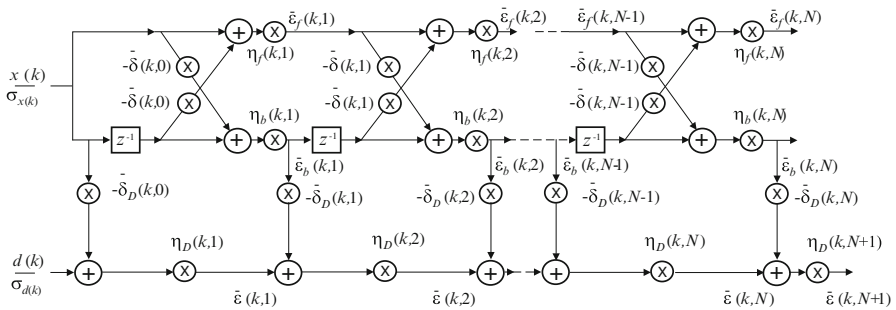 ε̄f(k,1) ε̄f(k,2) ε̄f(k,N-1) ε̄f(k,N)
+ × + × + ×
ηf(k,1) ηf(k,2) ηf(k,N)
-δ̄(k,0) × -δ̄(k,1) × -δ̄(k,N-1) ×
x(k)
σx(k)
-δ̄(k,0) × -δ̄(k,1) × -δ̄(k,N-1) ×
ηb(k,1) ηb(k,2) ηb(k,N)
z⁻¹ + × z⁻¹ + × z⁻¹ + ×
ε̄b(k,1) ε̄b(k,2) ε̄b(k,N-1) ε̄b(k,N)
× -δ̄D(k,0) × -δ̄D(k,1) -δ̄D(k,2) × × -δ̄D(k,N-1) × -δ̄D(k,N)
ηD(k,1) ηD(k,2) ηD(k,N) ηD(k,N+1)
d(k)
σd(k)
+ × + × + + × + ×
ε̄(k,1) ε̄(k,2) ε̄(k,N) ε̄(k,N+1)